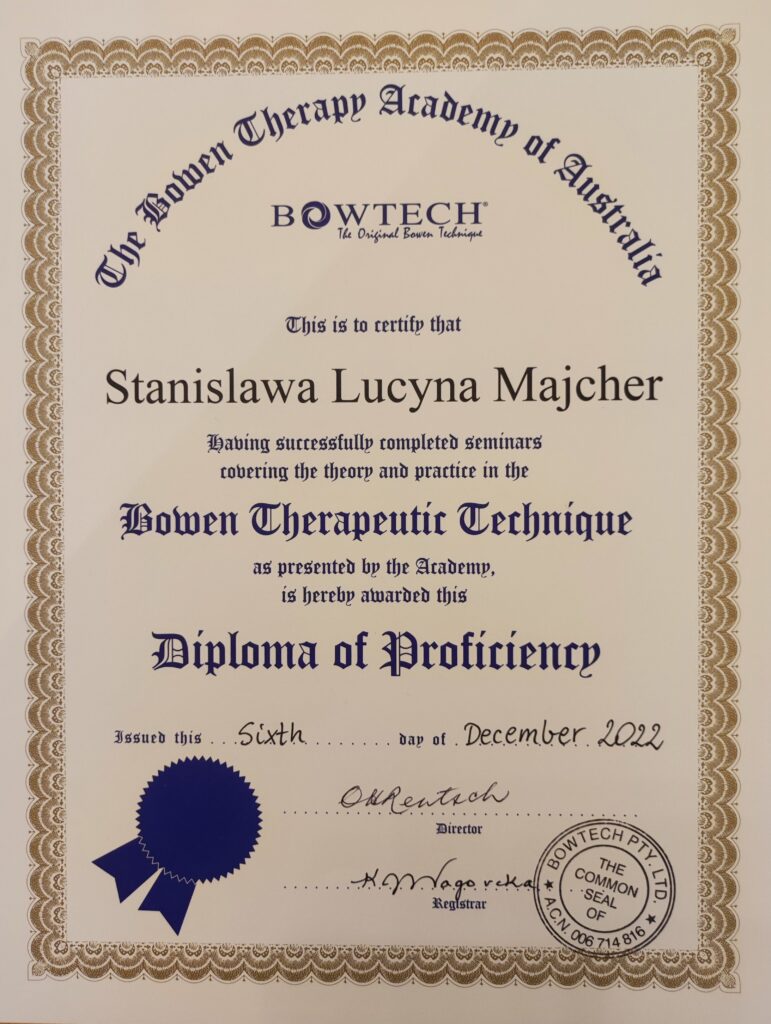 The Bowen Therapy Academy of Australia
BOWTECH®
The Original Bowen Technique
This is to certify that
Stanislawa Lucyna Majcher
Having successfully completed seminars
covering the theory and practice in the
Bowen Therapeutic Technique
as presented by the Academy,
is hereby awarded this
Diploma of Proficiency
Issued this ...Sixth........ day of .December 2022
Director
Registrar
BOWTECH PTY. LTD.
THE
COMMON
SEAL
OF
A.C.N. 006 714 816